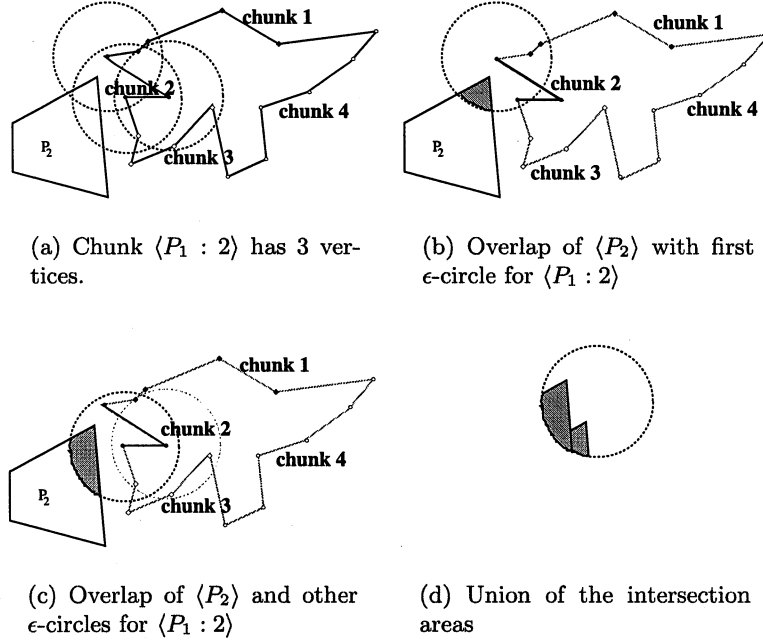 chunk 1
chunk 2
chunk 4
P₂
chunk 3
(a) Chunk ⟨P₁ : 2⟩ has 3 ver-
tices.
chunk 1
chunk 2
chunk 4
P₂
chunk 3
(b) Overlap of ⟨P₂⟩ with first
ϵ-circle for ⟨P₁ : 2⟩
chunk 1
chunk 2
chunk 4
P₂
chunk 3
(c) Overlap of ⟨P₂⟩ and other
ϵ-circles for ⟨P₁ : 2⟩
(d) Union of the intersection
areas